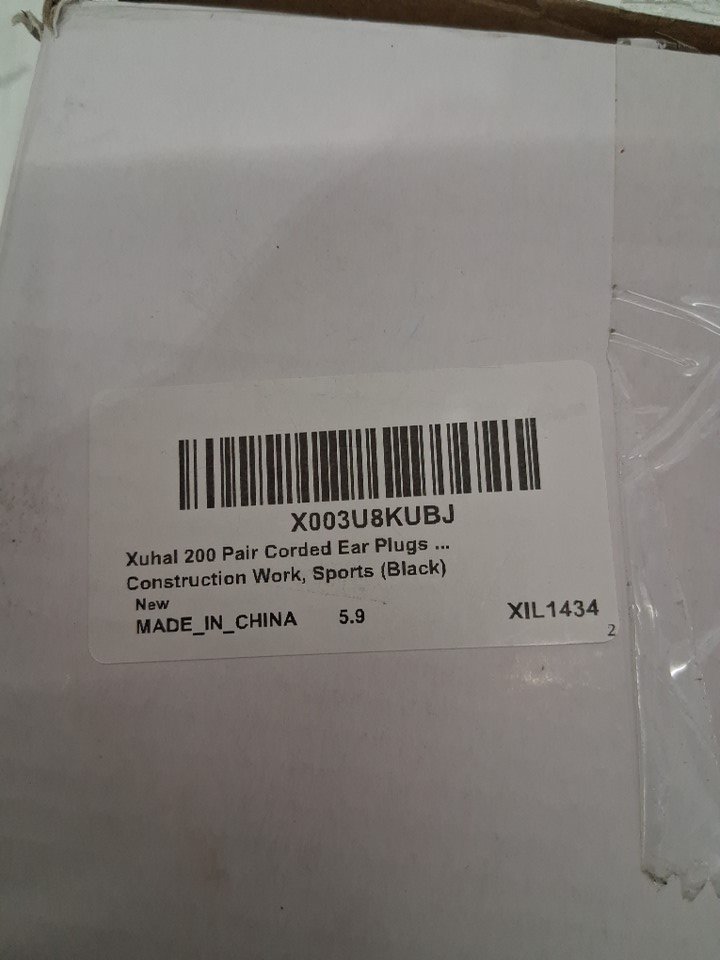 X003U8KUBJ
Xuhal 200 Pair Corded Ear Plugs ...
Construction Work, Sports (Black)
New
MADE_IN_CHINA 5.9 XIL1434
2